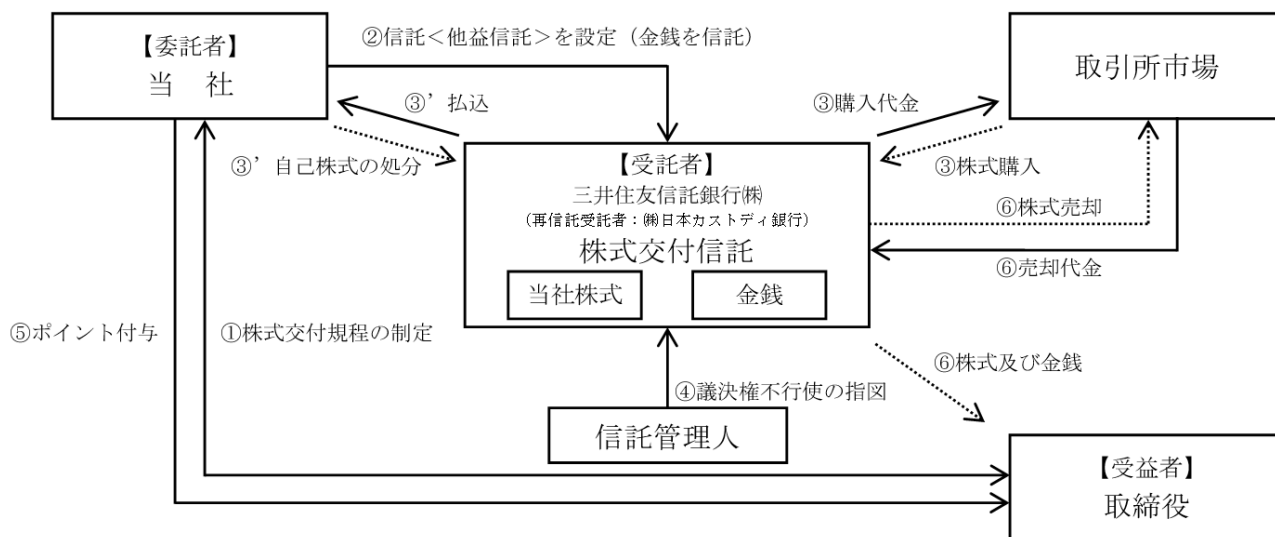 【委託者】
当　社
②信託＜他益信託＞を設定（金銭を信託）
取引所市場
③’払込
③購入代金
③’自己株式の処分
③株式購入
【受託者】
三井住友信託銀行㈱
（再信託受託者：㈱日本カストディ銀行）
株式交付信託
当社株式
金銭
⑥株式売却
⑥売却代金
⑤ポイント付与
①株式交付規程の制定
⑥株式及び金銭
④議決権不行使の指図
信託管理人
【受益者】
取締役